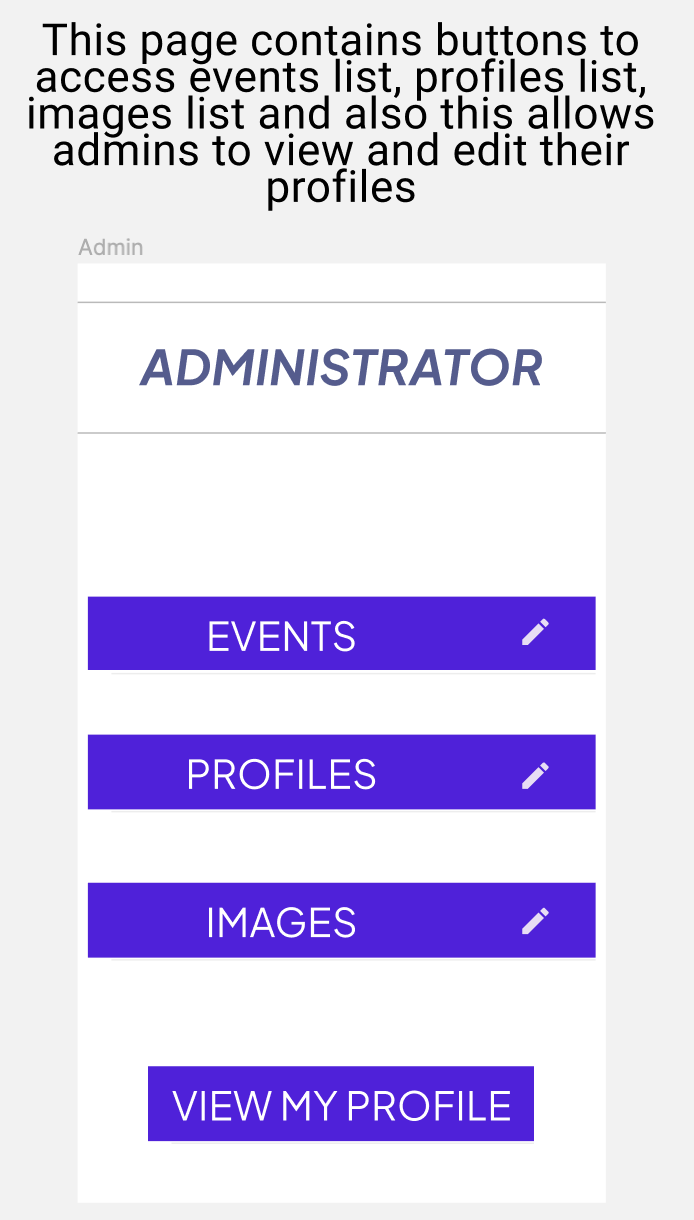 This page contains buttons to
access events list, profiles list,
images list and also this allows
admins to view and edit their
profiles
Admin
ADMINISTRATOR
EVENTS
PROFILES
IMAGES
VIEW MY PROFILE